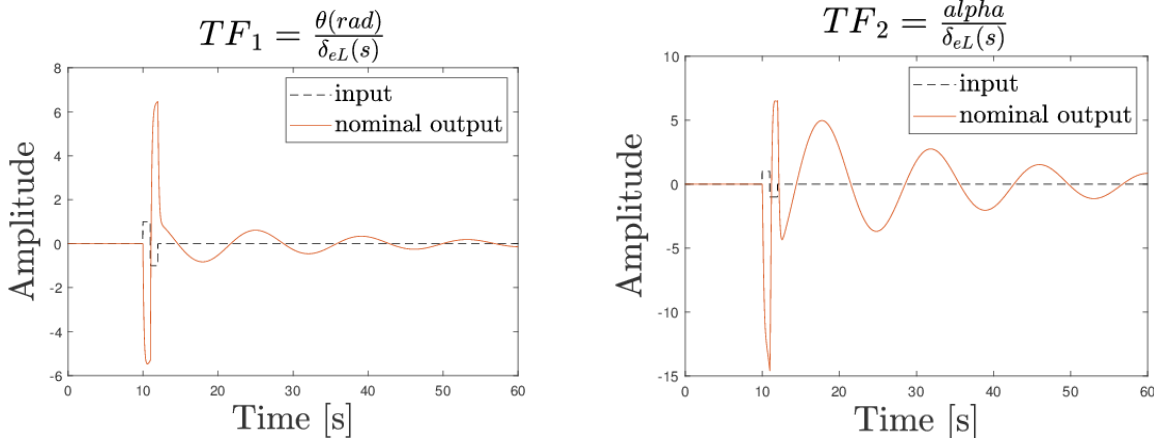 TF₁ = θ(rad)/δₑL(s)
8
6
4
2
0
-2
-4
-6
0
10
20
30
40
50
60
input
nominal output
Amplitude
Time [s]
TF₂ = alpha/δₑL(s)
10
5
0
-5
-10
-15
0
10
20
30
40
50
60
input
nominal output
Amplitude
Time [s]